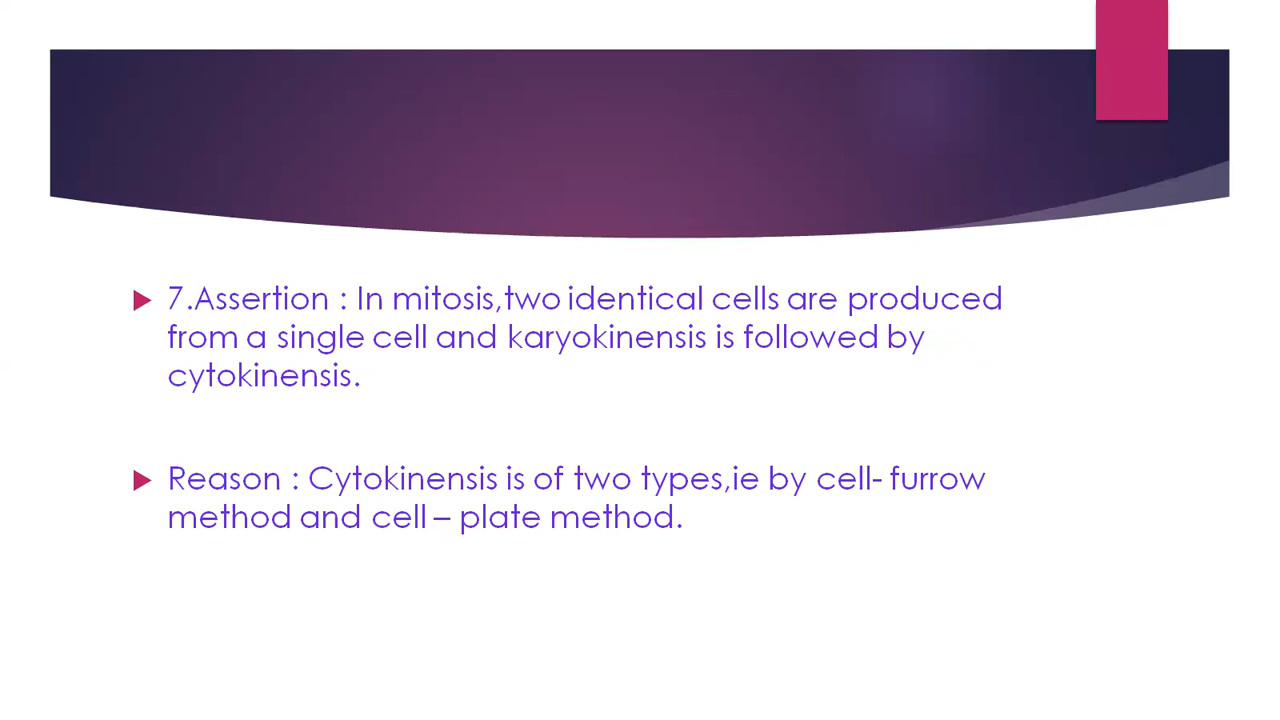 7.Assertion : In mitosis,two identical cells are produced
from a single cell and karyokinensis is followed by
cytokinensis.
Reason : Cytokinensis is of two types,ie by cell- furrow
method and cell – plate method.